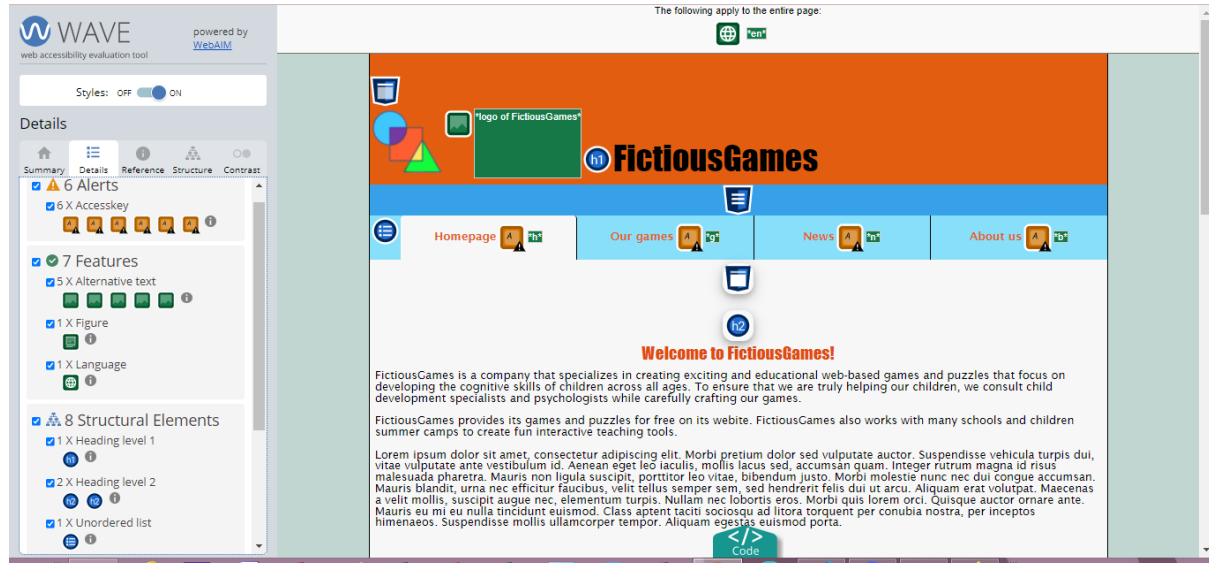 WAVE
web accessibility evaluation tool
powered by
WebAIM
Styles: OFF ON
Details
Summary Details Reference Structure Contrast
6 Alerts
6 X Accesskey
7 Features
5 X Alternative text
1 X Figure
1 X Language
8 Structural Elements
1 X Heading level 1
h1
2 X Heading level 2
h2 h2
1 X Unordered list
The following apply to the entire page:
*en*
*logo of FictiousGames*
h1 FictiousGames
Homepage A *h* Our games A *g* News A *n* About us A *b*
h2
Welcome to FictiousGames!
FictiousGames is a company that specializes in creating exciting and educational web-based games and puzzles that focus on
developing the cognitive skills of children across all ages. To ensure that we are truly helping our children, we consult child
development specialists and psychologists while carefully crafting our games.
FictiousGames provides its games and puzzles for free on its webite. FictiousGames also works with many schools and children
summer camps to create fun interactive teaching tools.
Lorem ipsum dolor sit amet, consectetur adipiscing elit. Morbi pretium dolor sed vulputate auctor. Suspendisse vehicula turpis dui,
vitae vulputate ante vestibulum id. Aenean eget leo iaculis, mollis lacus sed, accumsan quam. Integer rutrum magna id risus
malesuada pharetra. Mauris non ligula suscipit, porttitor leo vitae, bibendum justo. Morbi molestie nunc nec dui congue accumsan.
Mauris blandit, urna nec efficitur faucibus, velit tellus semper sem, sed hendrerit felis dui ut arcu. Aliquam erat volutpat. Maecenas
a velit mollis, suscipit augue nec, elementum turpis. Nullam nec lobortis eros. Morbi quis lorem orci. Quisque auctor ornare ante.
Mauris eu mi eu nulla tincidunt euismod. Class aptent taciti sociosqu ad litora torquent per conubia nostra, per inceptos
himenaeos. Suspendisse mollis ullamcorper tempor. Aliquam egestas euismod porta.
</>
Code